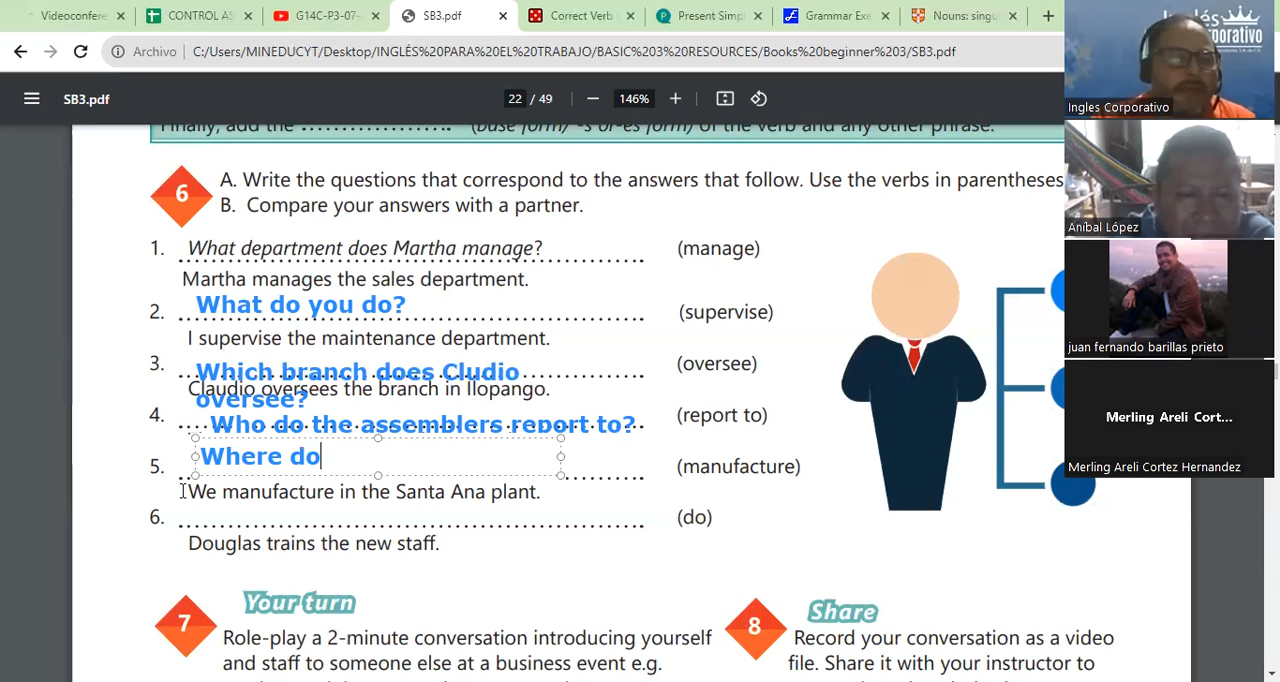 Videoconfere
CONTROL AS
G14C-P3-07-
SB3.pdf
Correct Verb
Present Simpl
Grammar Exe
Nouns: singu
Archivo
C:/Users/MINEDUCYT/Desktop/INGLÉS%20PARA%20EL%20TRABAJO/BASIC%203%20RESOURCES/Books%20beginner%203/SB3.pdf
SB3.pdf
22 / 49
146%
Finally, add the .................... (base form/ -s or-es form) of the verb and any other phrase.
6
A. Write the questions that correspond to the answers that follow. Use the verbs in parentheses
B. Compare your answers with a partner.
1. What department does Martha manage? (manage)
Martha manages the sales department.
What do you do?
2. (supervise)
I supervise the maintenance department.
3. Which branch does Cludio (oversee)
Claudio oversees the branch in Ilopango.
oversee?
4. Who do the assemblers report to? (report to)
Where do
5. (manufacture)
We manufacture in the Santa Ana plant.
6. (do)
Douglas trains the new staff.
7
Your turn
Role-play a 2-minute conversation introducing yourself
and staff to someone else at a business event e.g.
8
Share
Record your conversation as a video
file. Share it with your instructor to
Ingles Corporativo
Aníbal López
juan fernando barillas prieto
Merling Areli Cort...
Merling Areli Cortez Hernandez